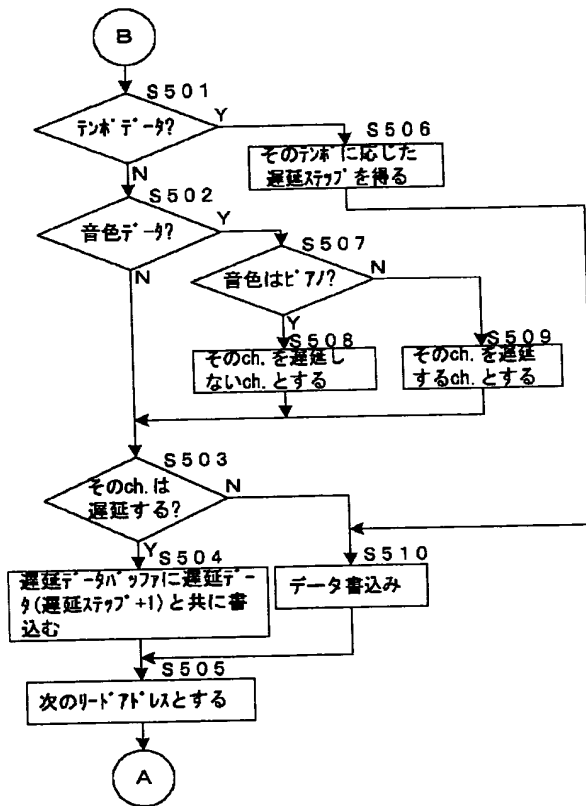 B
S501
テンポデータ?
Y
S506
そのテンポに応じた
遅延ステップを得る
N
S502
音色データ?
Y
S507
N
音色はピアノ?
N
Y
S508
そのch.を遅延し
ないch.とする
S509
そのch.を遅延
するch.とする
S503
そのch.は
遅延する?
N
Y
S504
遅延データバッファに遅延デー
タ(遅延ステップ+1)と共に書
込む
S510
データ書込み
S505
次のリードアドレスとする
A